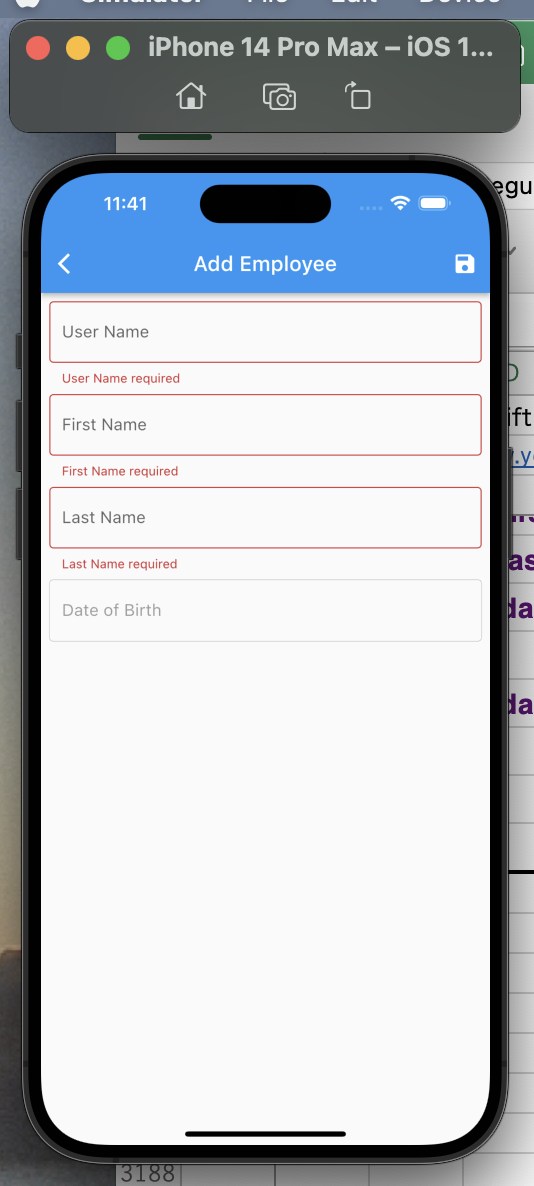 iPhone 14 Pro Max – iOS 1...
11:41
Add Employee
User Name
User Name required
First Name
First Name required
Last Name
Last Name required
Date of Birth
3188